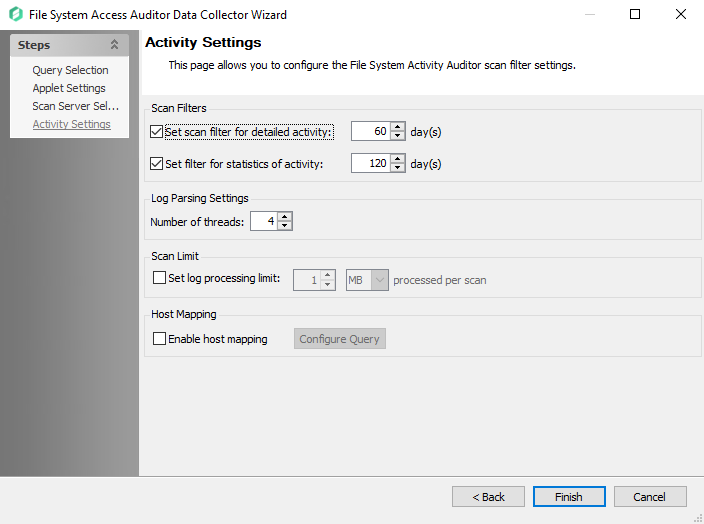 File System Access Auditor Data Collector Wizard
Steps
Query Selection
Applet Settings
Scan Server Sel...
Activity Settings
Activity Settings
This page allows you to configure the File System Activity Auditor scan filter settings.
Scan Filters
Set scan filter for detailed activity: 60 day(s)
Set filter for statistics of activity: 120 day(s)
Log Parsing Settings
Number of threads: 4
Scan Limit
Set log processing limit: 1 MB processed per scan
Host Mapping
Enable host mapping Configure Query
< Back Finish Cancel